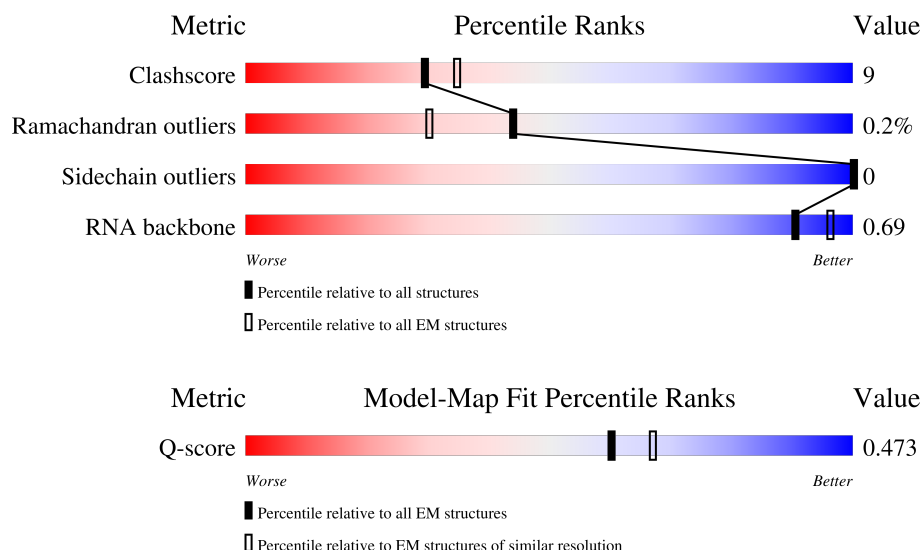 Metric Percentile Ranks Value
Clashscore 9
Ramachandran outliers 0.2%
Sidechain outliers 0
RNA backbone 0.69
Worse Better
Percentile relative to all structures
Percentile relative to all EM structures
Metric Model-Map Fit Percentile Ranks Value
Q-score 0.473
Worse Better
Percentile relative to all EM structures
Percentile relative to EM structures of similar resolution